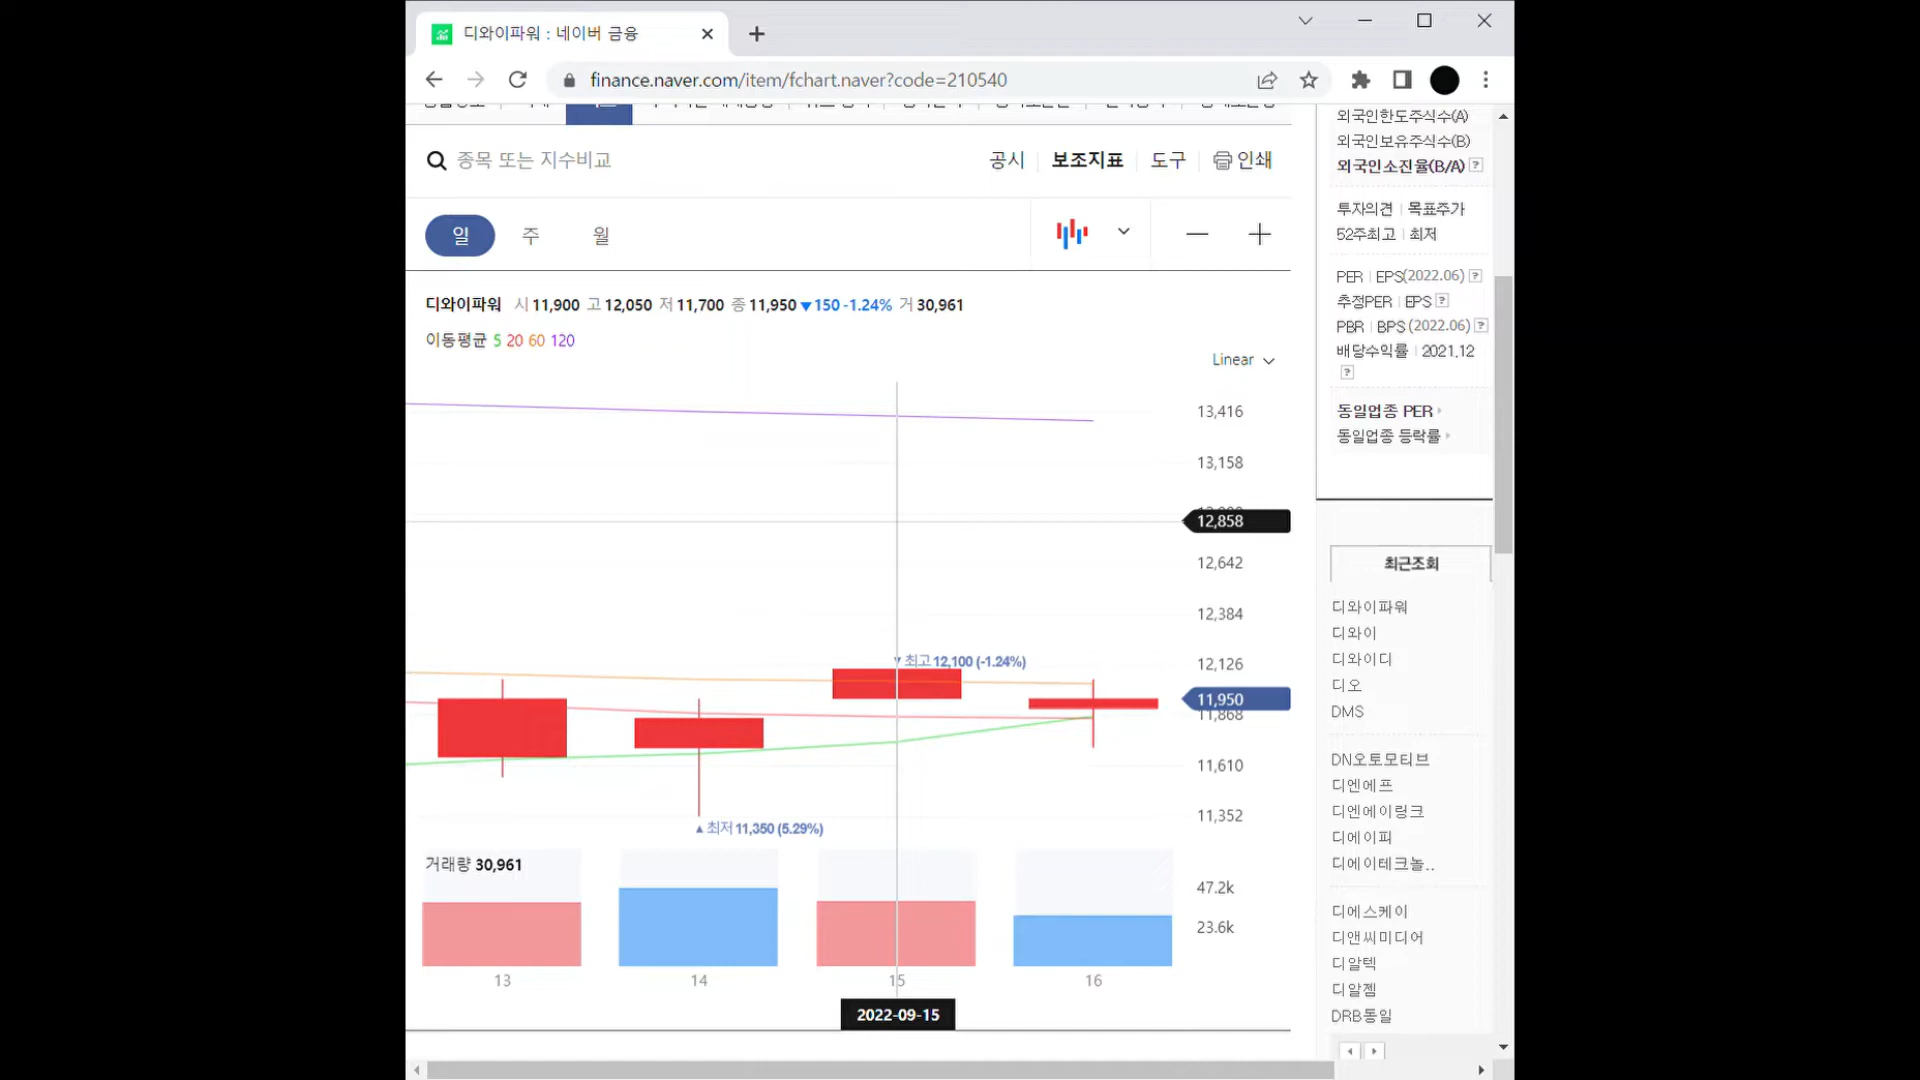 디와이파워 : 네이버 금융
finance.naver.com/item/fchart.naver?code=210540
종목 또는 지수비교
공시 보조지표 도구 인쇄
일 주 월
디와이파워 시 11,900 고 12,050 저 11,700 종 11,950 ▼150 -1.24% 거 30,961
이동평균 5 20 60 120
Linear
13,416
13,158
12,858
12,642
12,384
▼ 최고 12,100 (-1.24%)
12,126
11,950
11,868
11,610
11,352
▲ 최저 11,350 (5.29%)
거래량 30,961
47.2k
23.6k
13 14 15 16
2022-09-15
외국인한도주식수(A)
외국인보유주식수(B)
외국인소진율(B/A) ?
투자의견 | 목표주가
52주최고 | 최저
PER | EPS(2022.06) ?
추정PER | EPS ?
PBR | BPS (2022.06) ?
배당수익률 | 2021.12
?
동일업종 PER
동일업종 등락률
최근조회
디와이파워
디와이
디와이디
디오
DMS
DN오토모티브
디엔에프
디엔에이링크
디에이피
디에이테크놀..
디에스케이
디앤씨미디어
디알텍
디알젬
DRB동일